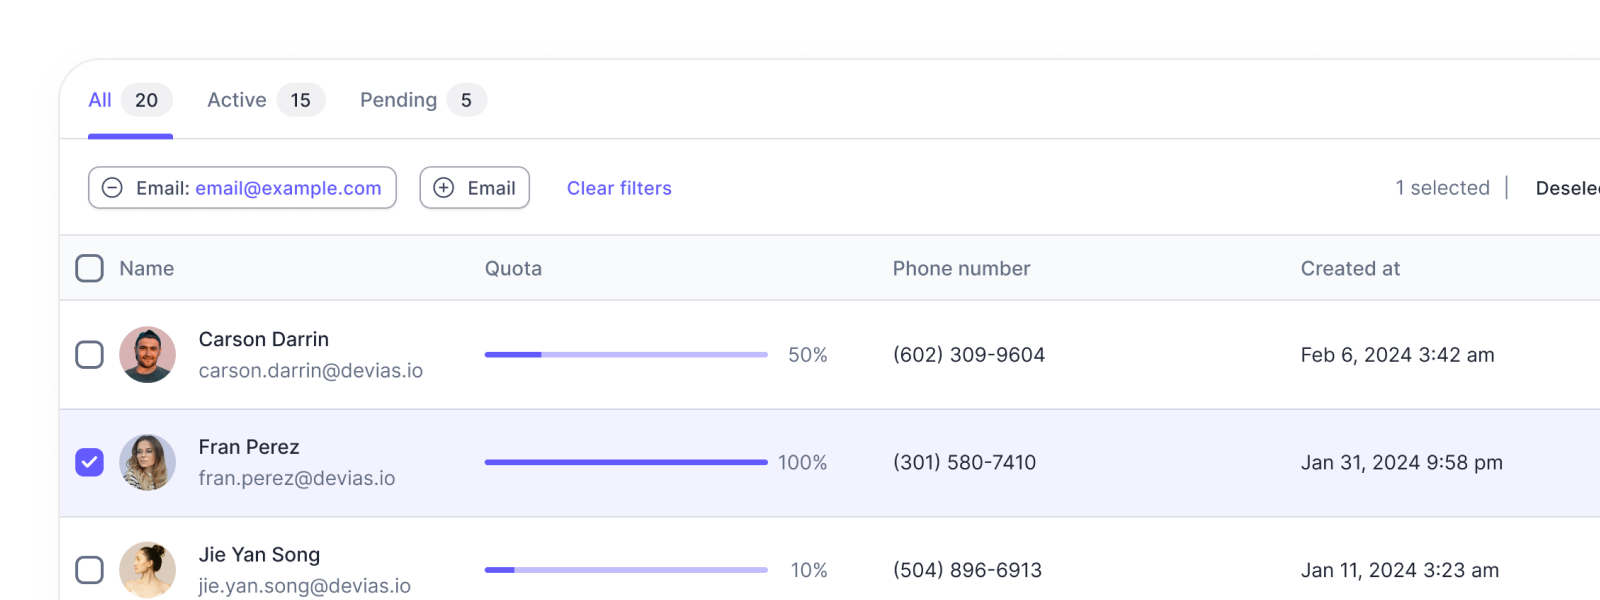 All 20 Active 15 Pending 5
Email: email@example.com Email Clear filters 1 selected
Name Quota Phone number Created at
Carson Darrin
carson.darrin@devias.io
50% (602) 309-9604 Feb 6, 2024 3:42 am
Fran Perez
fran.perez@devias.io
100% (301) 580-7410 Jan 31, 2024 9:58 pm
Jie Yan Song
jie.yan.song@devias.io
10% (504) 896-6913 Jan 11, 2024 3:23 am